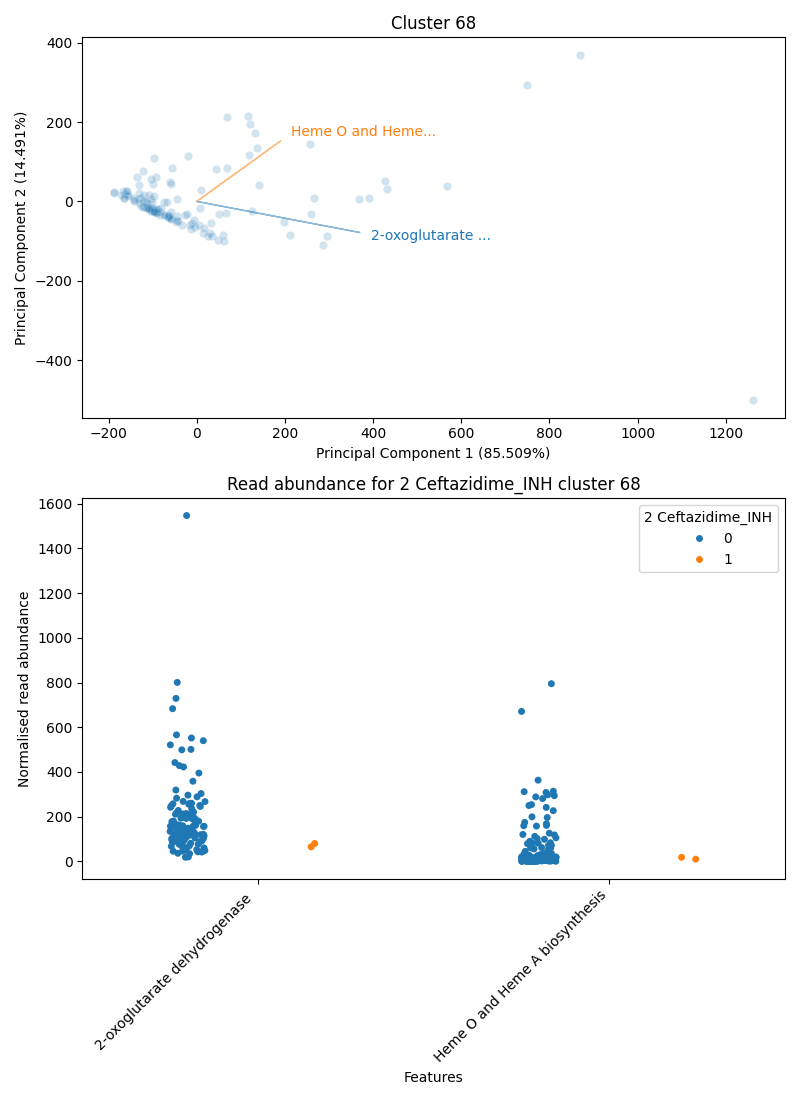 Cluster 68
400
200
0
−200
−400
Principal Component 2 (14.491%)
Heme O and Heme...
2-oxoglutarate ...
−200
0
200
400
600
800
1000
1200
Principal Component 1 (85.509%)
Read abundance for 2 Ceftazidime_INH cluster 68
1600
1400
1200
1000
800
600
400
200
0
Normalised read abundance
2 Ceftazidime_INH
0
1
2-oxoglutarate dehydrogenase
Heme O and Heme A biosynthesis
Features